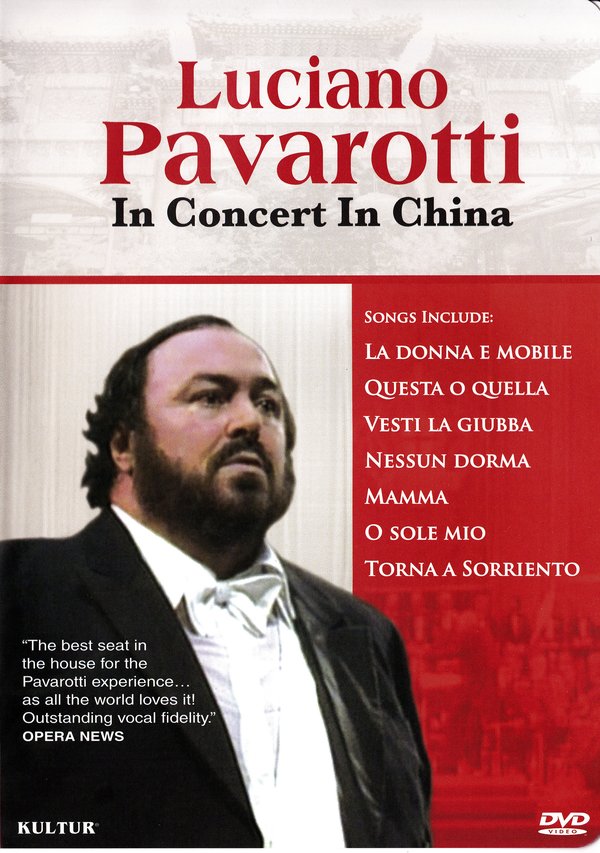 Luciano
Pavarotti
In Concert In China
Songs Include:
La donna e mobile
Questa o quella
Vesti la giubba
Nessun dorma
Mamma
O sole mio
Torna a Sorriento
“The best seat in
the house for the
Pavarotti experience…
as all the world loves it!
Outstanding vocal fidelity.”
OPERA NEWS
KULTUR®
DVD
VIDEO